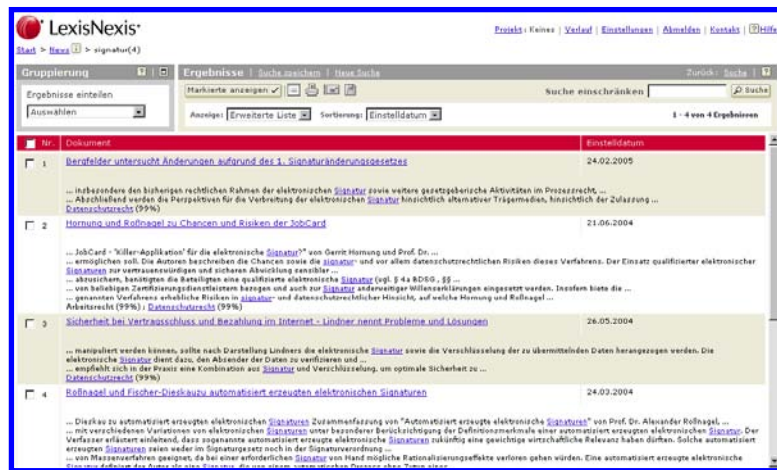 LexisNexis·
Projekt: Keines | Verlauf | Einstellungen | Abmelden | Kontakt | ? Hilfe
Start > News i > signatur(4)
Gruppierung
Ergebnisse | Suche speichern | Neue Suche
Zurück: Suche | ?
Ergebnisse einteilen
Auswählen
Markierte anzeigen
Suche einschränken
Suche
Anzeige: Erweiterte Liste Sortierung: Einstelldatum
1 - 4 von 4 Ergebnissen
Nr. Dokument Einstelldatum
1 Bergfelder untersucht Änderungen aufgrund des 1. Signaturänderungsgesetzes 24.02.2005
... insbesondere den bisherigen rechtlichen Rahmen der elektronischen Signatur sowie weitere gesetzgeberische Aktivitäten im Prozessrecht, ...
... Abschließend werden die Perspektiven für die Verbreitung der elektronischen Signatur hinsichtlich alternativer Trägermedien, hinsichtlich der Zulassung ...
Datenschutzrecht (99%)
2 Hornung und Roßnagel zu Chancen und Risiken der JobCard 21.06.2004
... JobCard - 'Killer-Applikation' für die elektronische Signatur?" von Gerrit Hornung und Prof. Dr. ...
... ermöglichen soll. Die Autoren beschreiben die Chancen sowie die signatur- und vor allem datenschutzrechtlichen Risiken dieses Verfahrens. Der Einsatz qualifizierter elektronischer
Signaturen zur vertrauenswürdigen und sicheren Abwicklung sensibler ...
... abzusichern, benötigten die Beteiligten eine qualifizierte elektronische Signatur (vgl. § 4a BDSG, §§ ...
... von beliebigen Zertifizierungsdienstleistern bezogen und auch zur Signatur anderweitiger Willenserklärungen eingesetzt werden. Insofern biete die ...
... genannten Verfahrens erhebliche Risiken in signatur- und datenschutzrechtlicher Hinsicht, auf welche Hornung und Roßnagel ...
Arbeitsrecht (99%) ; Datenschutzrecht (99%)
3 Sicherheit bei Vertragsschluss und Bezahlung im Internet - Lindner nennt Probleme und Lösungen 26.05.2004
... manipuliert werden können, sollte nach Darstellung Lindners die elektronische Signatur sowie die Verschlüsselung der zu übermittelnden Daten herangezogen werden. Die
elektronische Signatur dient dazu, den Absender der Daten zu verifizieren und ...
... empfiehlt sich in der Praxis eine Kombination aus Signatur und Verschlüsselung, um optimale Sicherheit zu ...
Datenschutzrecht (99%)
4 Roßnagel und Fischer-Dieskauzu automatisiert erzeugten elektronischen Signaturen 24.03.2004
... Dieskau zu automatisiert erzeugten elektronischen Signaturen Zusammenfassung von "Automatisiert erzeugte elektronische Signaturen" von Prof. Dr. Alexander Roßnagel, ...
... mit verschiedenen Variationen von elektronischen Signaturen unter besonderer Berücksichtigung der Definitionsmerkmale einer automatisiert erzeugten elektronischen Signatur. Der
Verfasser erläutert einleitend, dass sogenannte automatisiert erzeugte elektronische Signaturen zukünftig eine gewichtige wirtschaftliche Relevanz haben dürften. Solche automatisiert
erzeugten Signaturen seien weder im Signaturgesetz noch in der Signaturverordnung ...
... von Massenverfahren geeignet, da bei einer erforderlichen Signatur von Hand mögliche Rationalisierungseffekte verloren gehen würden. Eine automatisiert erzeugte elektronische